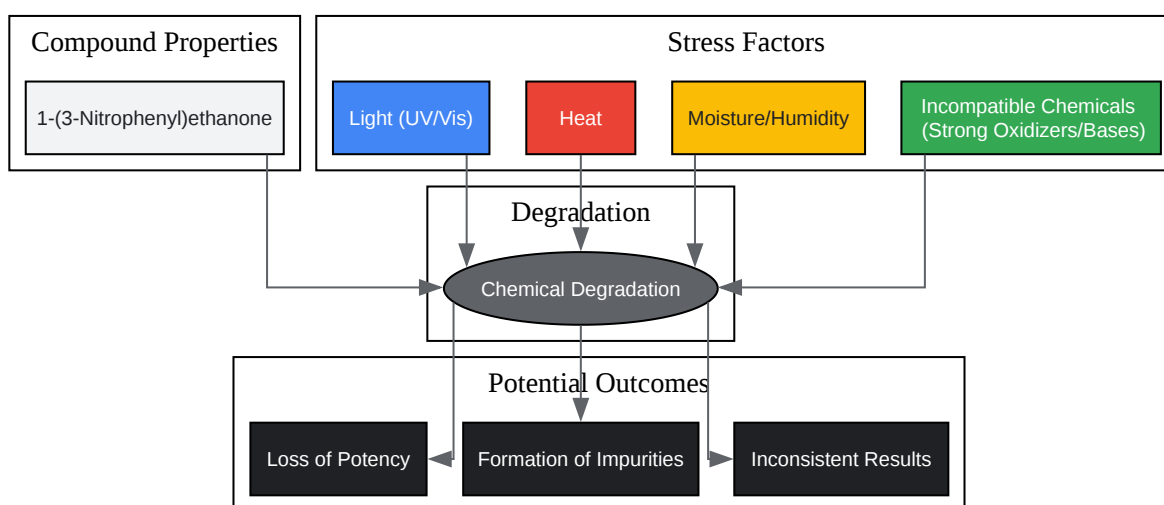 Compound Properties
Stress Factors
1-(3-Nitrophenyl)ethanone
Light (UV/Vis)
Heat
Moisture/Humidity
Incompatible Chemicals
(Strong Oxidizers/Bases)
Degradation
Chemical Degradation
Potential Outcomes
Loss of Potency
Formation of Impurities
Inconsistent Results